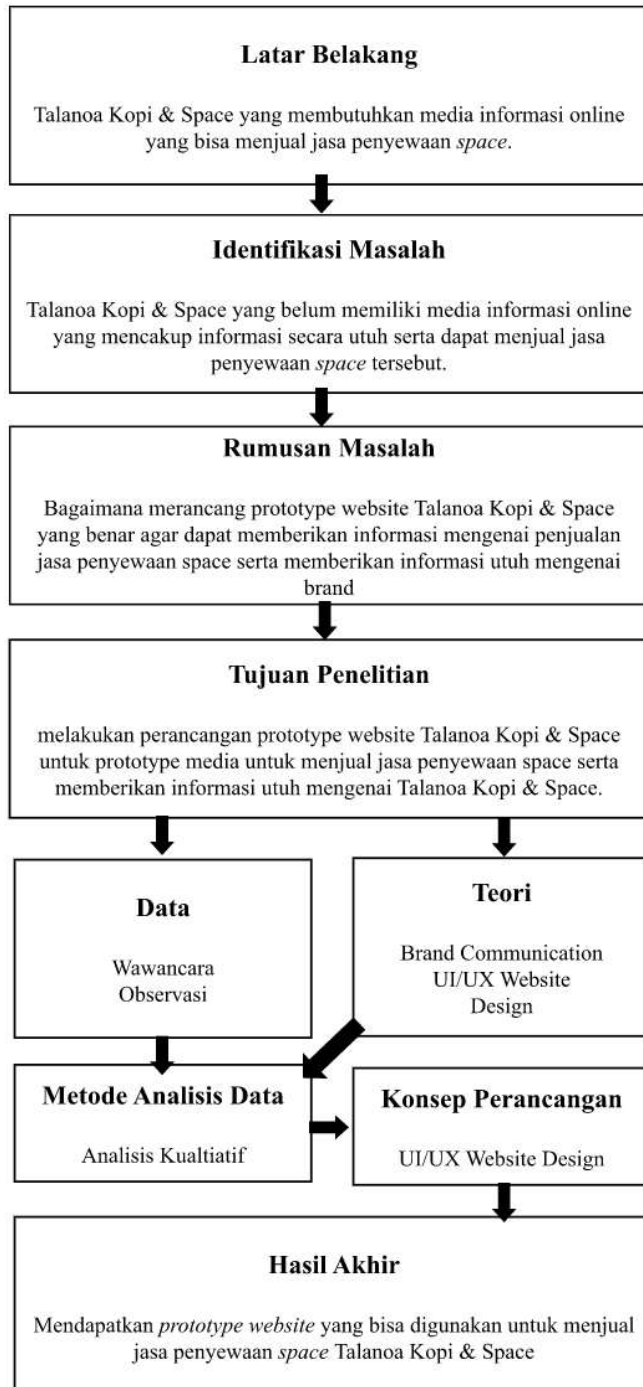 Latar Belakang
Talanoa Kopi & Space yang membutuhkan media informasi online
yang bisa menjual jasa penyewaan space.
Identifikasi Masalah
Talanoa Kopi & Space yang belum memiliki media informasi online
yang mencakup informasi secara utuh serta dapat menjual jasa
penyewaan space tersebut.
Rumusan Masalah
Bagaimana merancang prototype website Talanoa Kopi & Space
yang benar agar dapat memberikan informasi mengenai penjualan
jasa penyewaan space serta memberikan informasi utuh mengenai
brand
Tujuan Penelitian
melakukan perancangan prototype website Talanoa Kopi & Space
untuk prototype media untuk menjual jasa penyewaan space serta
memberikan informasi utuh mengenai Talanoa Kopi & Space.
Data
Wawancara
Observasi
Teori
Brand Communication
UI/UX Website
Design
Metode Analisis Data
Analisis Kualtiatif
Konsep Perancangan
UI/UX Website Design
Hasil Akhir
Mendapatkan prototype website yang bisa digunakan untuk menjual
jasa penyewaan space Talanoa Kopi & Space